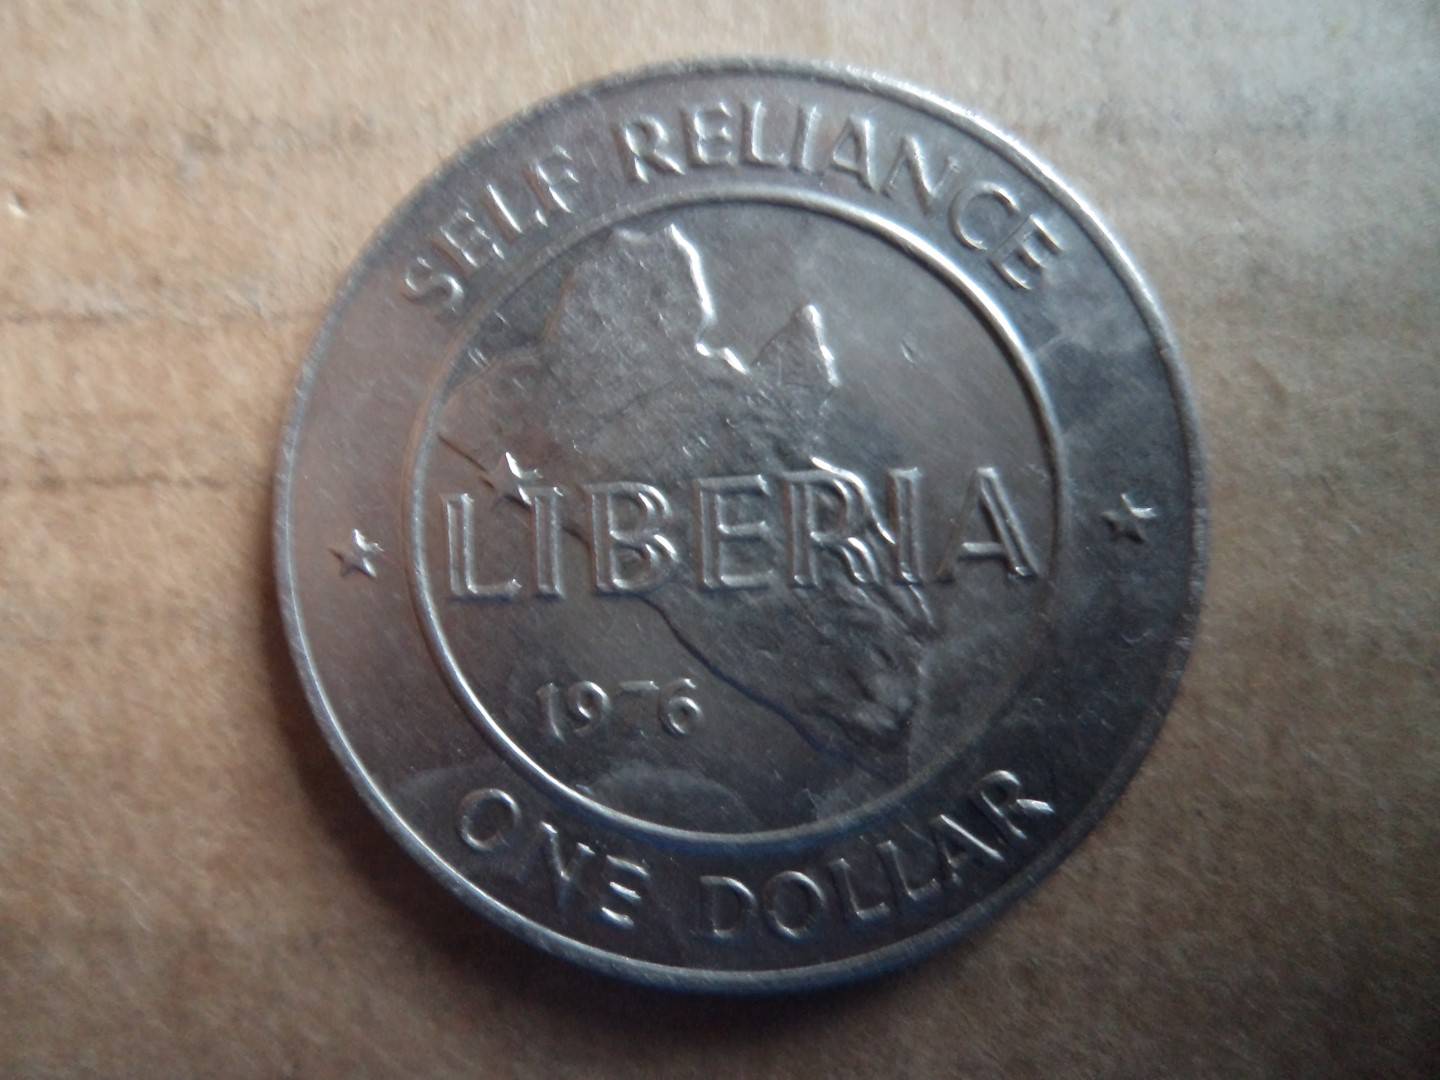 SELF RELIANCE
LIBERIA
1976
ONE DOLLAR